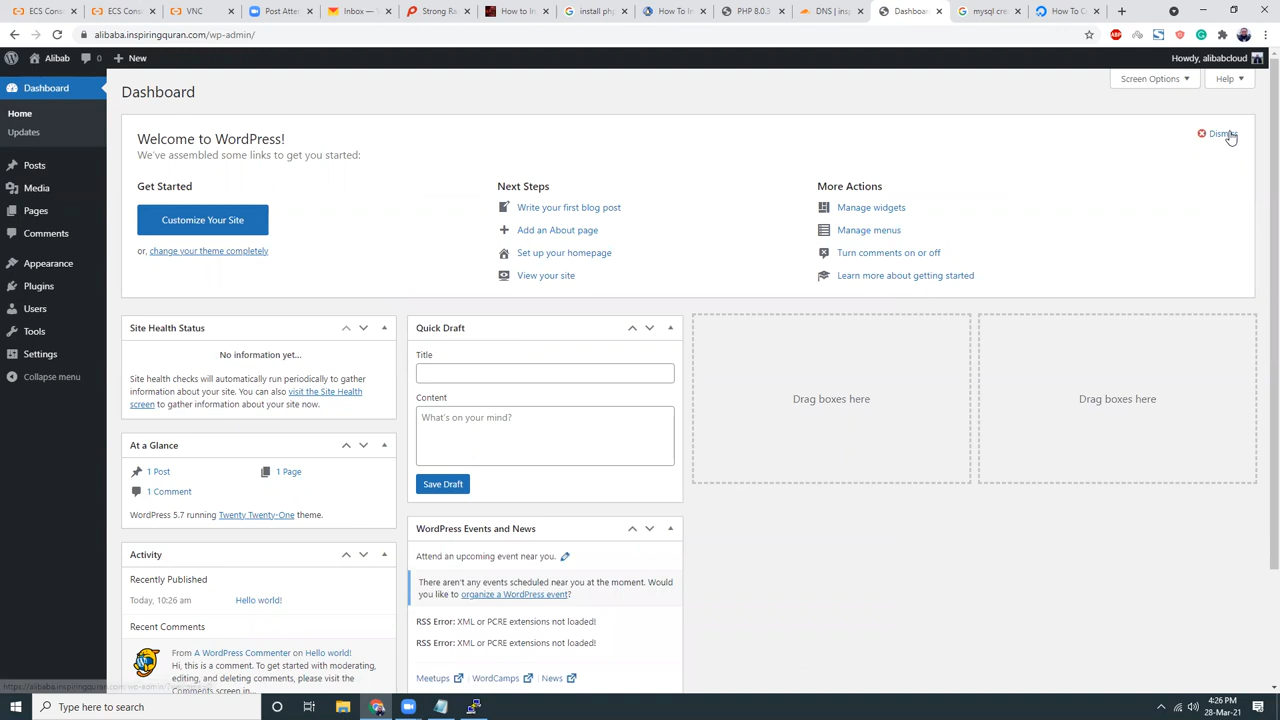 ECS Consc
ECS Consc
VNC
Post Atten
Inbox —
Strong Ra
How to In
install php
How To In
PHP 8.0.3
DNS | insp
Dashboard
mysql cre
How To C
alibaba.inspiringquran.com/wp-admin/
Alibab
0
New
Howdy, alibabcloud
Screen Options
Help
Dashboard
Home
Updates
Posts
Media
Pages
Comments
Appearance
Plugins
Users
Tools
Settings
Collapse menu
Dashboard
Welcome to WordPress!
We've assembled some links to get you started:
Dismiss
Get Started
Customize Your Site
or, change your theme completely
Next Steps
Write your first blog post
Add an About page
Set up your homepage
View your site
More Actions
Manage widgets
Manage menus
Turn comments on or off
Learn more about getting started
Site Health Status
No information yet...
Site health checks will automatically run periodically to gather
information about your site. You can also visit the Site Health
screen to gather information about your site now.
At a Glance
1 Post
1 Page
1 Comment
WordPress 5.7 running Twenty Twenty-One theme.
Activity
Recently Published
Today, 10:26 am
Hello world!
Recent Comments
From A WordPress Commenter on Hello world!
Hi, this is a comment. To get started with moderating,
editing, and deleting comments, please visit the
Comments screen in...
Quick Draft
Title
Content
What's on your mind?
Save Draft
WordPress Events and News
Attend an upcoming event near you.
There aren't any events scheduled near you at the moment. Would
you like to organize a WordPress event?
RSS Error: XML or PCRE extensions not loaded!
RSS Error: XML or PCRE extensions not loaded!
Meetups
WordCamps
News
Drag boxes here
Drag boxes here
Type here to search
4:26 PM
28-Mar-21